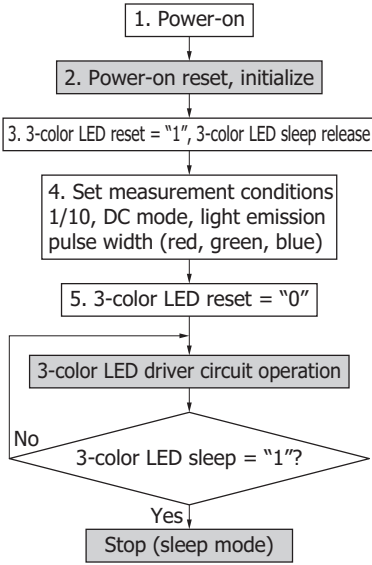 1. Power-on
2. Power-on reset, initialize
3. 3-color LED reset = “1”, 3-color LED sleep release
4. Set measurement conditions
1/10, DC mode, light emission
pulse width (red, green, blue)
5. 3-color LED reset = “0”
3-color LED driver circuit operation
No
3-color LED sleep = “1”?
Yes
Stop (sleep mode)